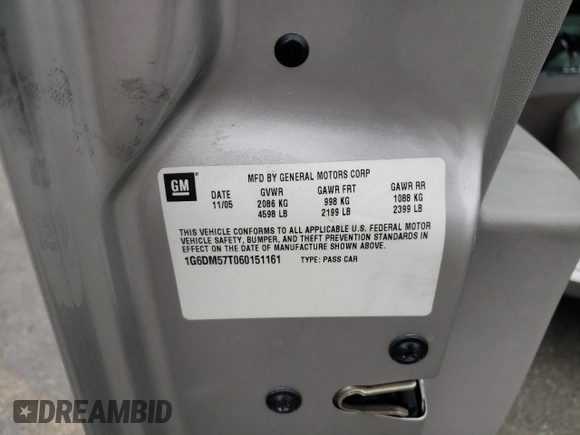 GM
MFD BY GENERAL MOTORS CORP
DATE GVWR GAWR FRT GAWR RR
11/05 2086 KG 998 KG 1088 KG
4598 LB 2199 LB 2399 LB
THIS VEHICLE CONFORMS TO ALL APPLICABLE U.S. FEDERAL MOTOR
VEHICLE SAFETY, BUMPER, AND THEFT PREVENTION STANDARDS IN
EFFECT ON THE DATE OF MANUFACTURE SHOWN ABOVE.
1G6DM57T060151161 TYPE: PASS CAR
DREAMBID